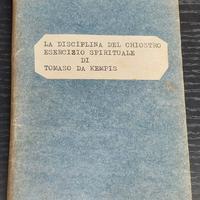 LA DISCIPLINA DEL CHIOSTRO
ESERCIZIO SPIRITUALE
DI
TOMASO DA KEMPIS